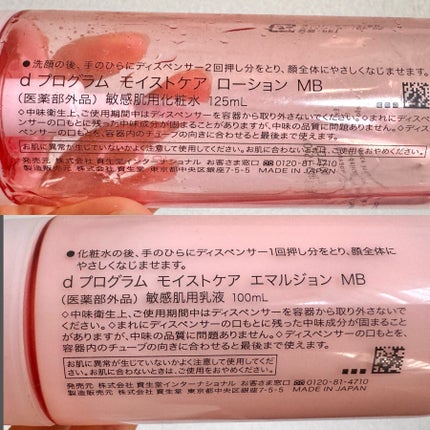 ●洗顔の後、手のひらにディスペンサー2回押し分をとり、顔全体にやさしくなじませます。
d プログラム モイストケア ローション MB
(医薬部外品) 敏感肌用化粧水 125mL
◇中味衛生上、ご使用期間中はディスペンサーを容器から取り外さないでください。◇まれにディスペ
ンサーの口もとに残った中味成分が固まることがありますが、中味の品質に問題ありません。◇ディス
ペンサーの口もとを、容器内のチューブの向きに合わせると最後まで使えます。
お肌に異常が生じていないかよく注意して使用してください。お肌に合わないときは、ご使用をおやめください。
発売元 株式会社 資生堂インターナショナル お客さま窓口 0120-81-4710
製造販売元 株式会社 資生堂 東京都中央区銀座7-5-5 MADE IN JAPAN
●化粧水の後、手のひらにディスペンサー1回押し分をとり、顔全体に
やさしくなじませます。
d プログラム モイストケア エマルジョン MB
(医薬部外品) 敏感肌用乳液 100mL
◇中味衛生上、ご使用期間中はディスペンサーを容器から取り外さないで
ください。◇まれにディスペンサーの口もとに残った中味成分が固まること
がありますが、中味の品質に問題ありません。◇ディスペンサーの口もとを、
容器内のチューブの向きに合わせると最後まで使えます。
お肌に異常が生じていないかよく注意して使用してくだ
さい。お肌に合わないときは、ご使用をおやめください。
発売元 株式会社 資生堂インターナショナル お客さま窓口 0120-81-4710
製造販売元 株式会社 資生堂 東京都中央区銀座7-5-5 MADE IN JAPAN